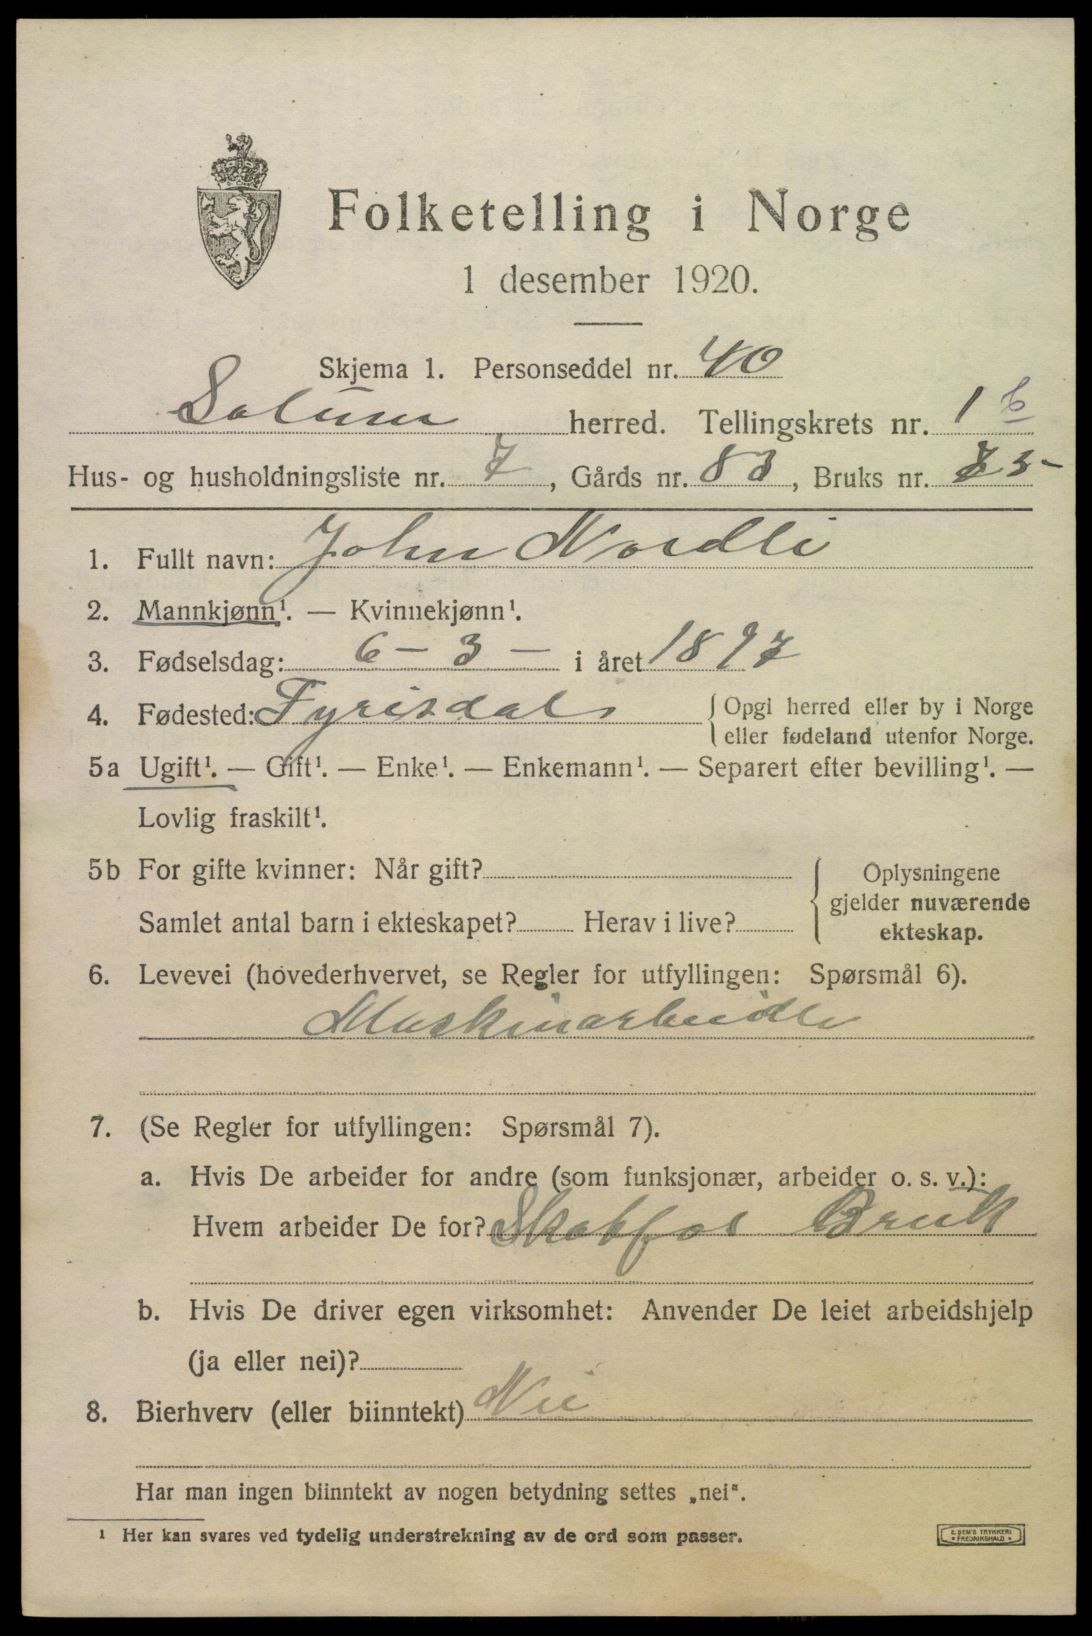 Folketelling i Norge
1 desember 1920.
Skjema 1. Personseddel nr. 40
Solum herred. Tellingskrets nr. 1
Hus- og husholdningsliste nr. 7, Gårds nr. 83, Bruks nr.
1. Fullt navn: John Nordli
2. Mannkjønn¹. — Kvinnekjønn¹.
3. Fødselsdag: 6 - 3 - i året 1897
4. Fødested: Fyrisdal { Opgi herred eller by i Norge
eller fødeland utenfor Norge.
5a Ugift¹. — Gift¹. — Enke¹. — Enkemann¹. — Separert efter bevilling¹. —
Lovlig fraskilt¹.
5b For gifte kvinner: Når gift?
Samlet antal barn i ekteskapet? Herav i live?
{ Oplysningene
gjelder nuværende
ekteskap.
6. Levevei (hovederhvervet, se Regler for utfyllingen: Spørsmål 6).
Maskinarbeider
7. (Se Regler for utfyllingen: Spørsmål 7).
a. Hvis De arbeider for andre (som funksjonær, arbeider o. s. v.):
Hvem arbeider De for? Skotfos Bruk
b. Hvis De driver egen virksomhet: Anvender De leiet arbeidshjelp
(ja eller nei)?
8. Bierhverv (eller biinntekt) Nei
Har man ingen biinntekt av nogen betydning settes „nei“.
¹ Her kan svares ved tydelig understrekning av de ord som passer.
E. SEM'S TRYKKERI
FREDRIKSHALD